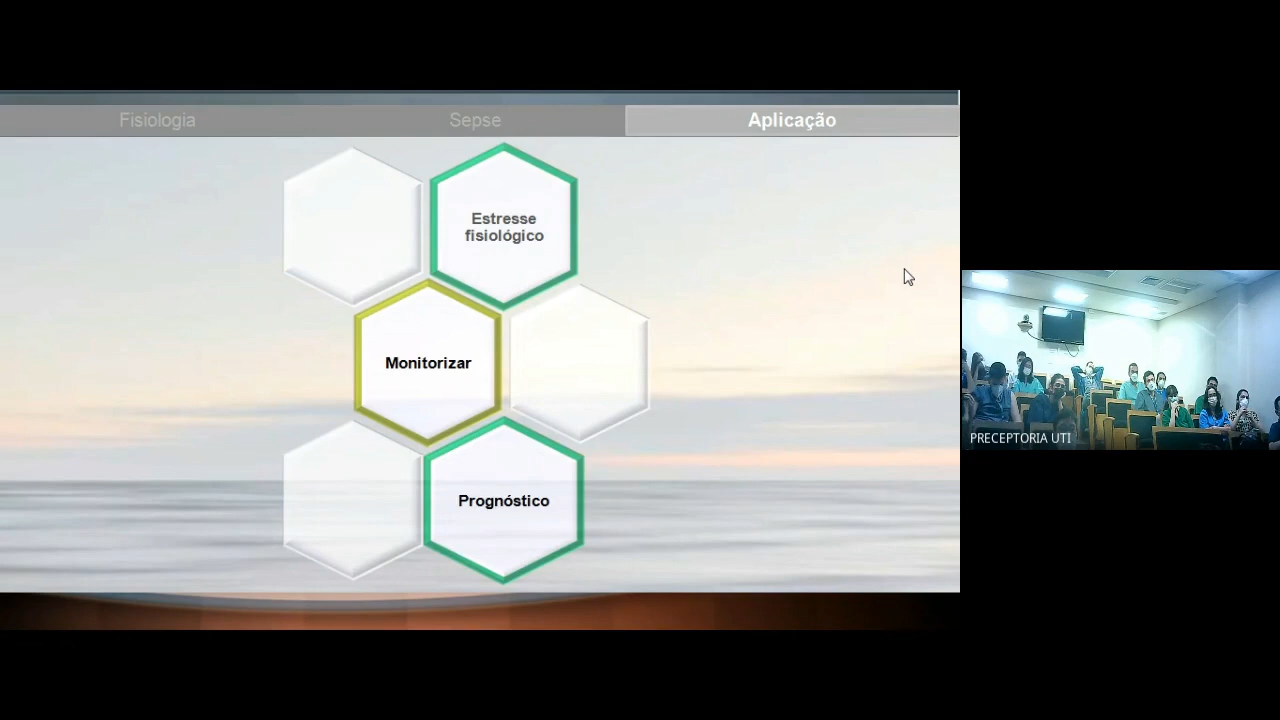 Fisiologia
Sepse
Aplicação
Estresse
fisiológico
Monitorizar
Prognóstico
PRECEPTORIA UTI